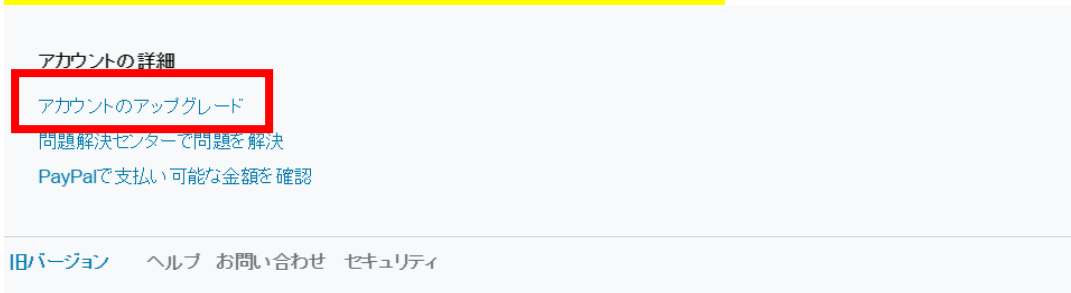 アカウントの詳細
アカウントのアップグレード
問題解決センターで問題を解決
PayPalで支払い可能な金額を確認
旧バージョン ヘルプ お問い合わせ セキュリティ